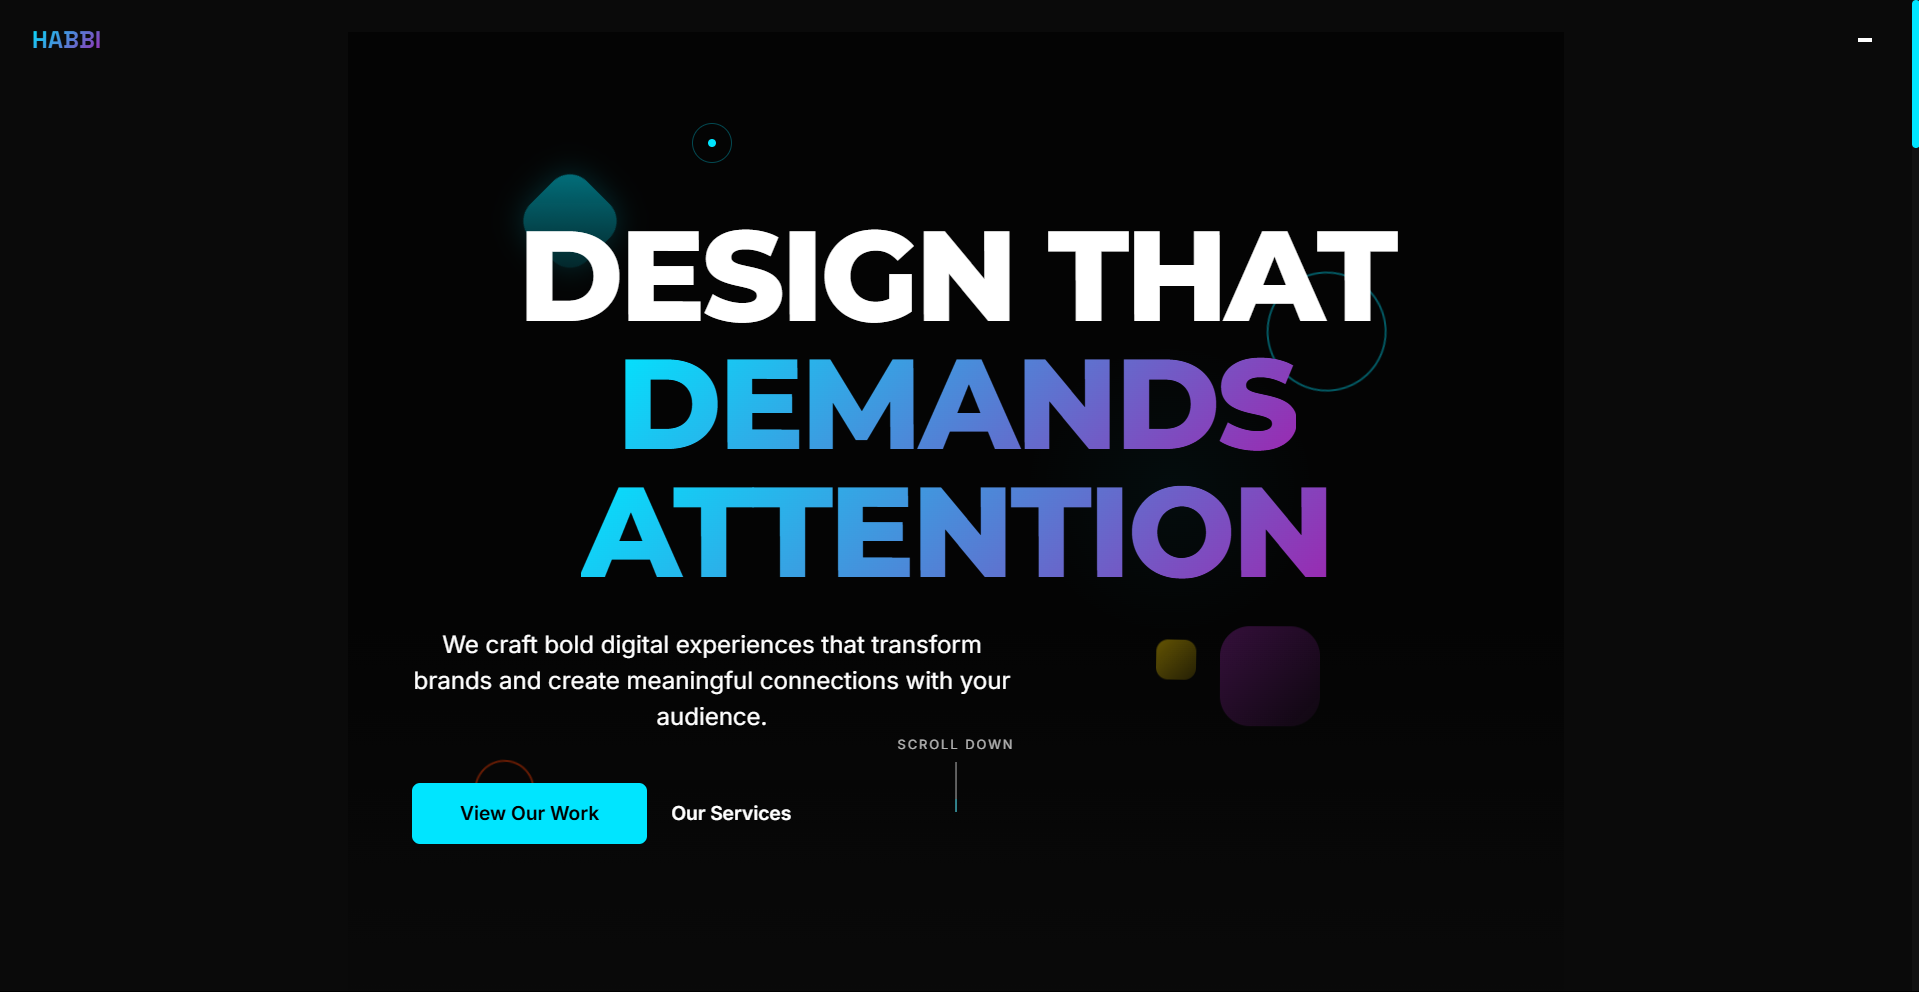 HABBI
DESIGN THAT
DEMANDS
ATTENTION
We craft bold digital experiences that transform
brands and create meaningful connections with your
audience.
SCROLL DOWN
View Our Work
Our Services